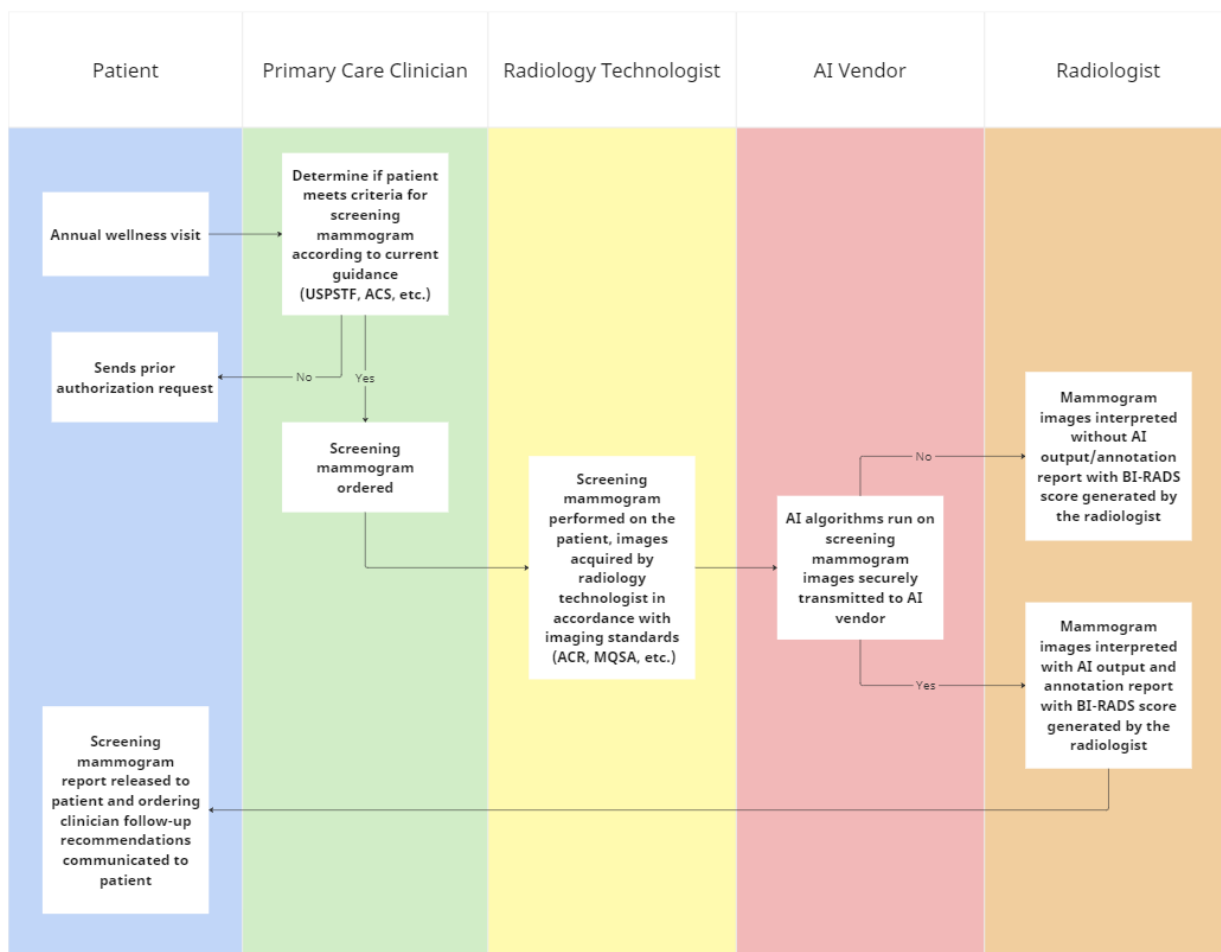 Patient
Primary Care Clinician
Radiology Technologist
AI Vendor
Radiologist
Annual wellness visit
Determine if patient
meets criteria for
screening
mammogram
according to current
guidance
(USPSTF, ACS, etc.)
Sends prior
authorization request
No
Yes
Screening
mammogram
ordered
Screening
mammogram
performed on the
patient, images
acquired by
radiology
technologist in
accordance with
imaging standards
(ACR, MQSA, etc.)
AI algorithms run on
screening
mammogram
images securely
transmitted to AI
vendor
No
Mammogram
images interpreted
without AI
output/annotation
report with BI-RADS
score generated by
the radiologist
Yes
Mammogram
images interpreted
with AI output and
annotation report
with BI-RADS score
generated by the
radiologist
Screening
mammogram
report released to
patient and ordering
clinician follow-up
recommendations
communicated to
patient